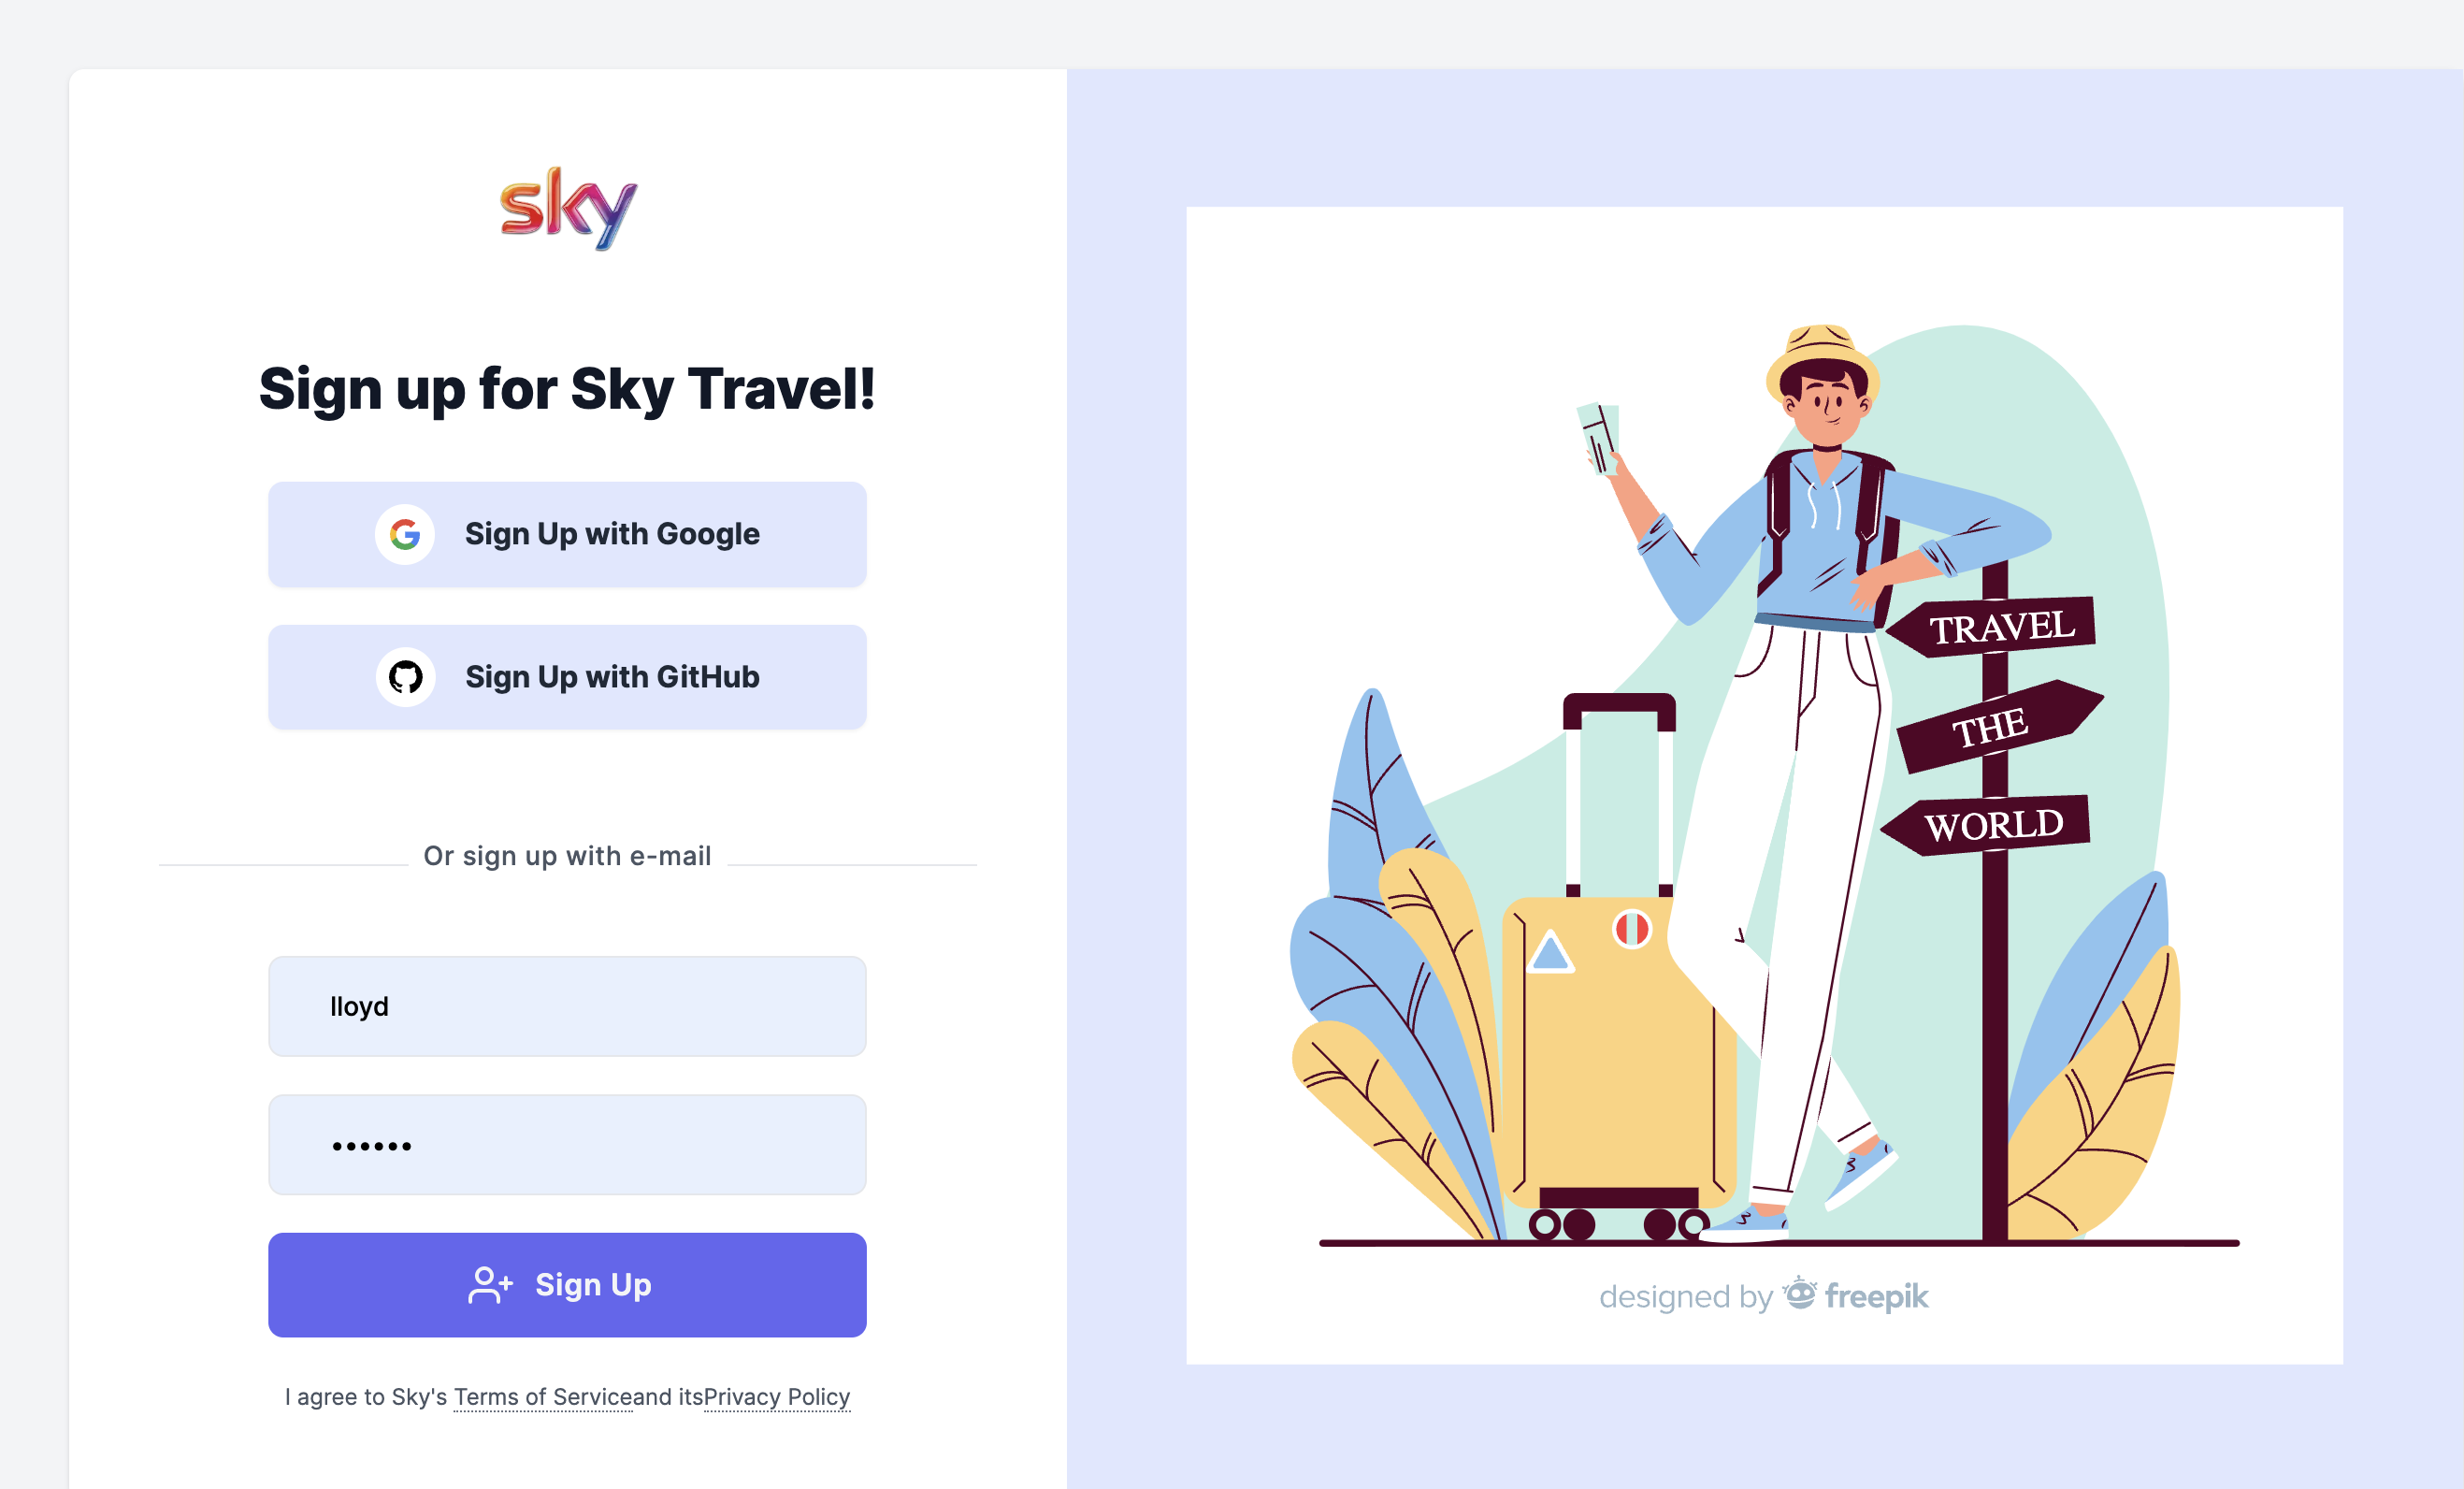 sky
Sign up for Sky Travel!
Sign Up with Google
Sign Up with GitHub
Or sign up with e-mail
lloyd
••••••
Sign Up
I agree to Sky's Terms of Serviceand itsPrivacy Policy
TRAVEL
THE
WORLD
designed by freepik